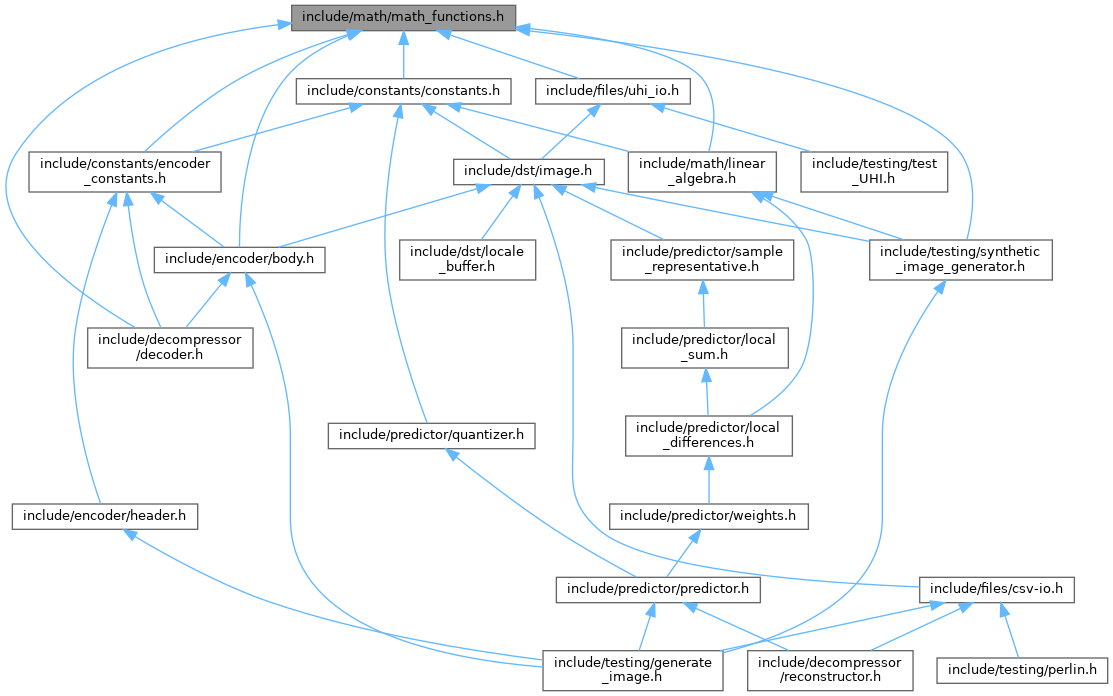 include/math/math_functions.h
include/constants/constants.h
include/files/uhi_io.h
include/constants/encoder
_constants.h
include/dst/image.h
include/math/linear
_algebra.h
include/testing/test
_UHI.h
include/encoder/body.h
include/dst/locale
_buffer.h
include/predictor/sample
_representative.h
include/testing/synthetic
_image_generator.h
include/decompressor
/decoder.h
include/predictor/local
_sum.h
include/predictor/quantizer.h
include/predictor/local
_differences.h
include/encoder/header.h
include/predictor/weights.h
include/predictor/predictor.h
include/files/csv-io.h
include/testing/generate
_image.h
include/decompressor
/reconstructor.h
include/testing/perlin.h